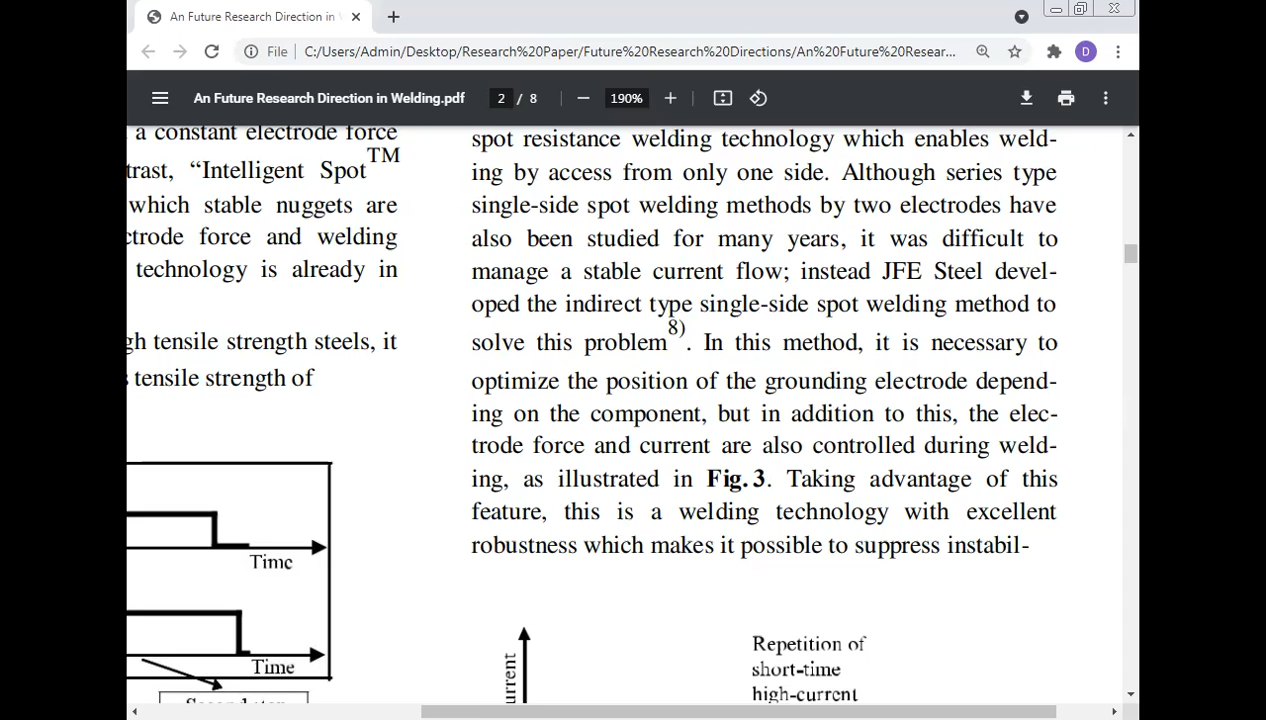 An Future Research Direction in
File
C:/Users/Admin/Desktop/Research%20Paper/Future%20Research%20Directions/An%20Future%20Resear...
D
An Future Research Direction in Welding.pdf
2 / 8
190%
a constant electrode force
trast, “Intelligent Spot™
which stable nuggets are
ctrode force and welding
technology is already in
gh tensile strength steels, it
s tensile strength of
Time
Time
spot resistance welding technology which enables weld-
ing by access from only one side. Although series type
single-side spot welding methods by two electrodes have
also been studied for many years, it was difficult to
manage a stable current flow; instead JFE Steel devel-
oped the indirect type single-side spot welding method to
solve this problem8). In this method, it is necessary to
optimize the position of the grounding electrode depend-
ing on the component, but in addition to this, the elec-
trode force and current are also controlled during weld-
ing, as illustrated in Fig. 3. Taking advantage of this
feature, this is a welding technology with excellent
robustness which makes it possible to suppress instabil-
urrent
Repetition of
short-time
high-current